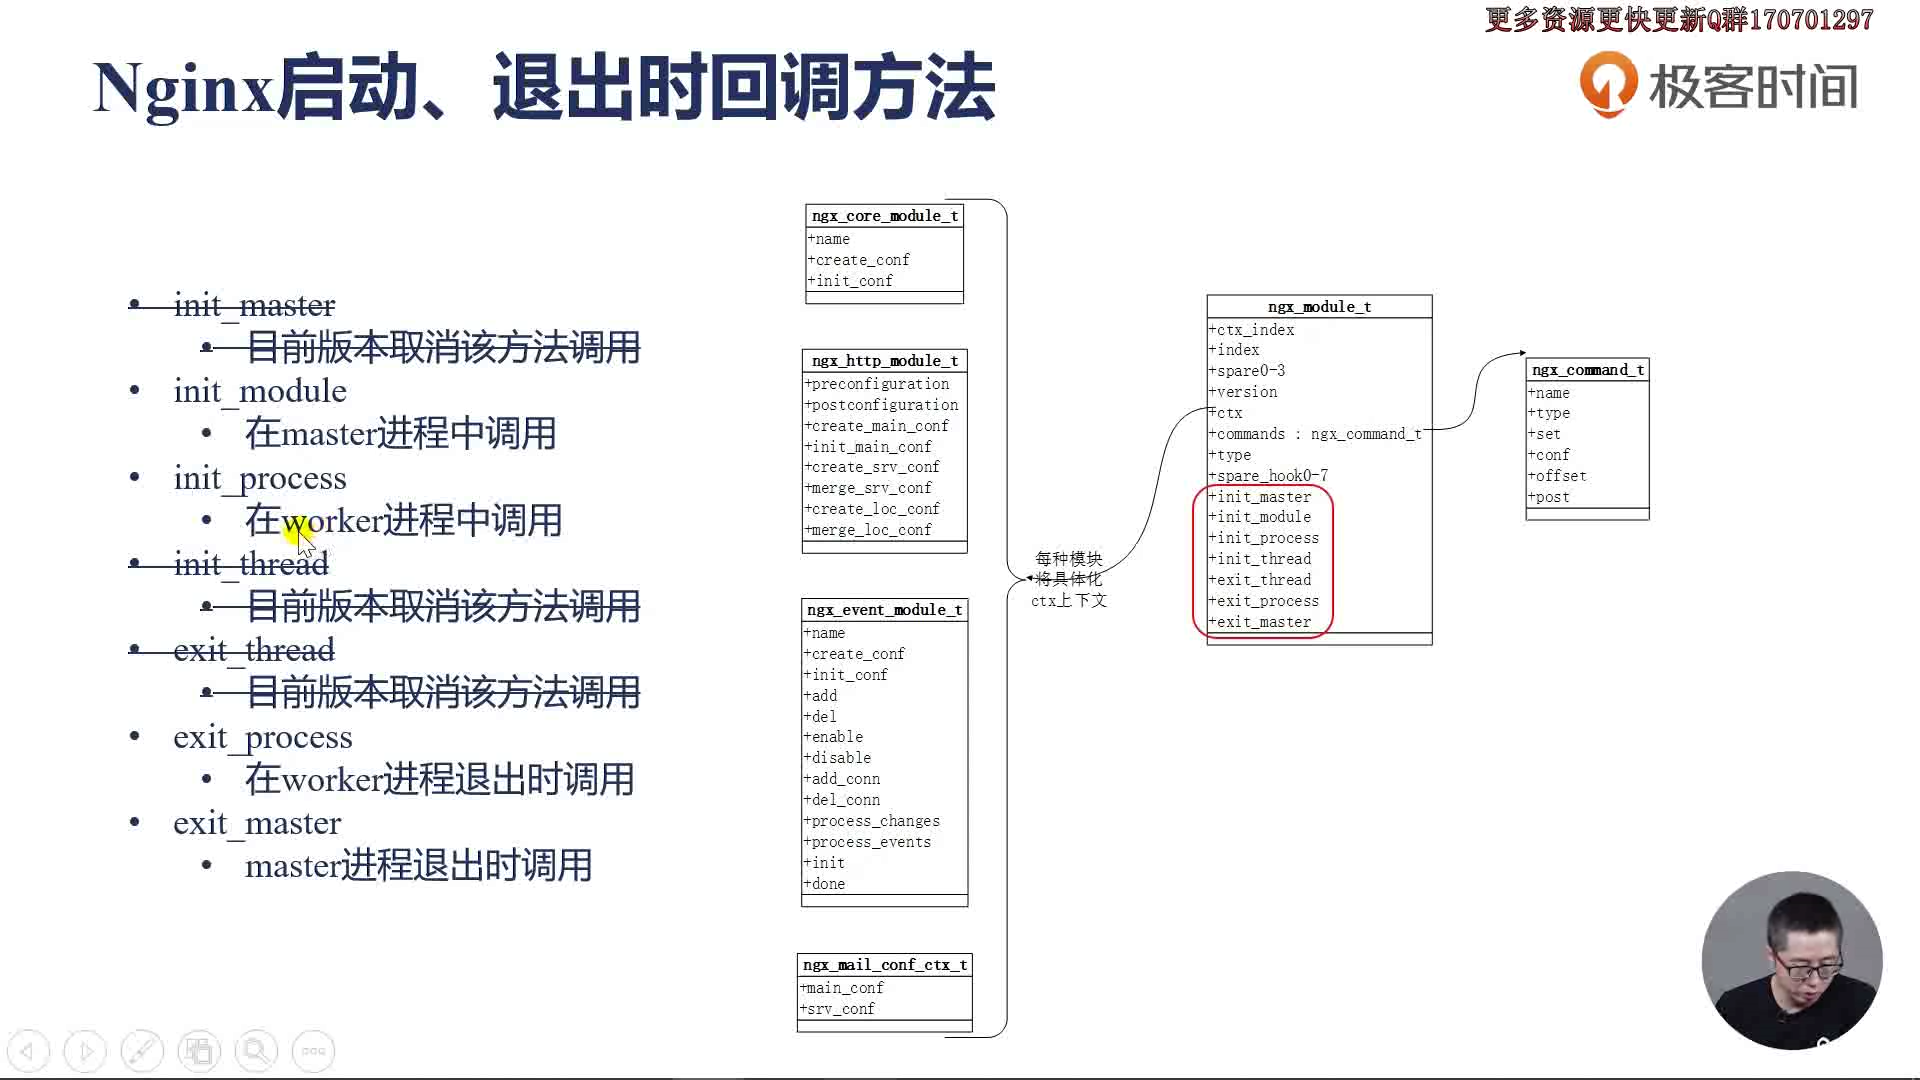 更多资源更快更新Q群170701297
Nginx启动、退出时回调方法
极客时间
init_master
目前版本取消该方法调用
init_module
在master进程中调用
init_process
在worker进程中调用
init_thread
目前版本取消该方法调用
exit_thread
目前版本取消该方法调用
exit_process
在worker进程退出时调用
exit_master
master进程退出时调用
ngx_core_module_t
+name
+create_conf
+init_conf
ngx_http_module_t
+preconfiguration
+postconfiguration
+create_main_conf
+init_main_conf
+create_srv_conf
+merge_srv_conf
+create_loc_conf
+merge_loc_conf
ngx_event_module_t
+name
+create_conf
+init_conf
+add
+del
+enable
+disable
+add_conn
+del_conn
+process_changes
+process_events
+init
+done
ngx_mail_conf_ctx_t
+main_conf
+srv_conf
每种模块
将具体化
ctx上下文
ngx_module_t
+ctx_index
+index
+spare0-3
+version
+ctx
+commands : ngx_command_t
+type
+spare_hook0-7
+init_master
+init_module
+init_process
+init_thread
+exit_thread
+exit_process
+exit_master
ngx_command_t
+name
+type
+set
+conf
+offset
+post